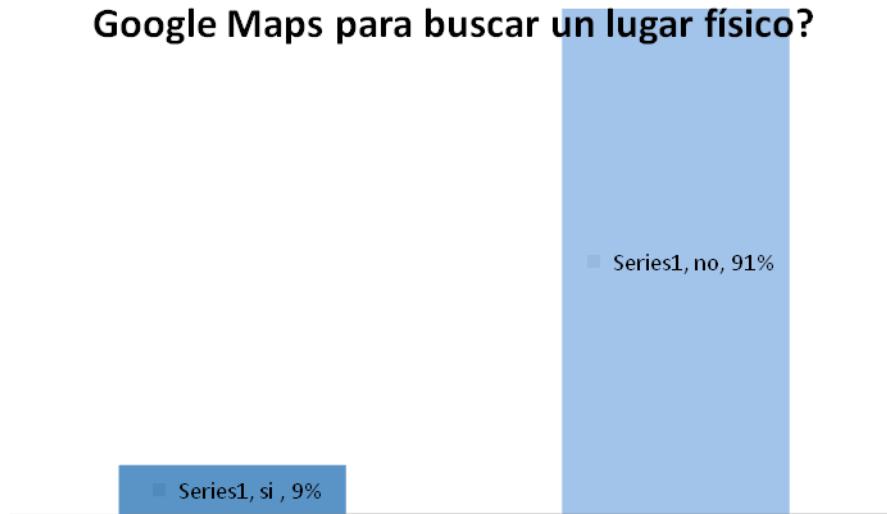 Google Maps para buscar un lugar físico?
Series1, no, 91%
Series1, si , 9%